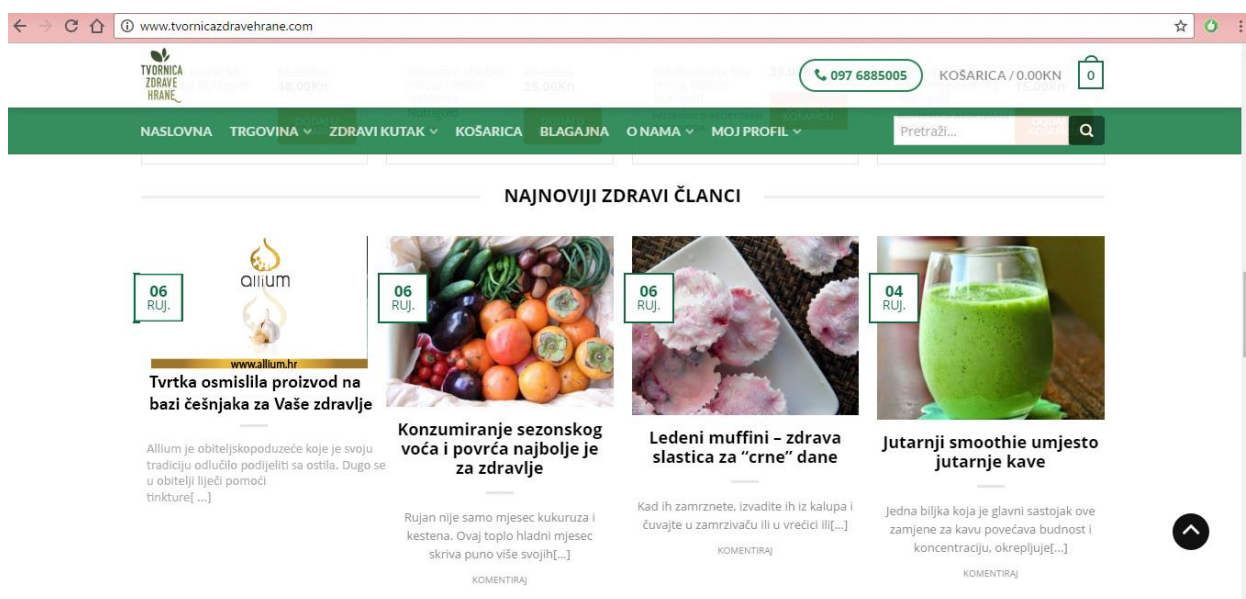 www.tvornicazdravehrane.com
TVORNICA
ZDRAVE
HRANE
097 6885005
KOŠARICA / 0.00KN
0
48.00Kn
35.00Kn
NASLOVNA TRGOVINA ZDRAVI KUTAK KOŠARICA BLAGAJNA O NAMA MOJ PROFIL
Pretraži...
NAJNOVIJI ZDRAVI ČLANCI
06
RUJ.
allium
www.allium.hr
Tvrtka osmislila proizvod na
bazi češnjaka za Vaše zdravlje
Allium je obiteljskopoduzeće koje je svoju
tradiciju odlučilo podijeliti sa ostila. Dugo se
u obitelji liječi pomoći
tinkture[ ...]
06
RUJ.
Konzumiranje sezonskog
voća i povrća najbolje je
za zdravlje
Rujan nije samo mjesec kukuruza i
kestena. Ovaj toplo hladni mjesec
skriva puno više svojih[...]
KOMENTIRAJ
06
RUJ.
Ledeni muffini – zdrava
slastica za “crne” dane
Kad ih zamrznete, izvadite ih iz kalupa i
čuvajte u zamrzivaču ili u vrećici ili[...]
KOMENTIRAJ
04
RUJ.
Jutarnji smoothie umjesto
jutarnje kave
Jedna biljka koja je glavni sastojak ove
zamjene za kavu povećava budnost i
koncentraciju, okrepljuje[...]
KOMENTIRAJ